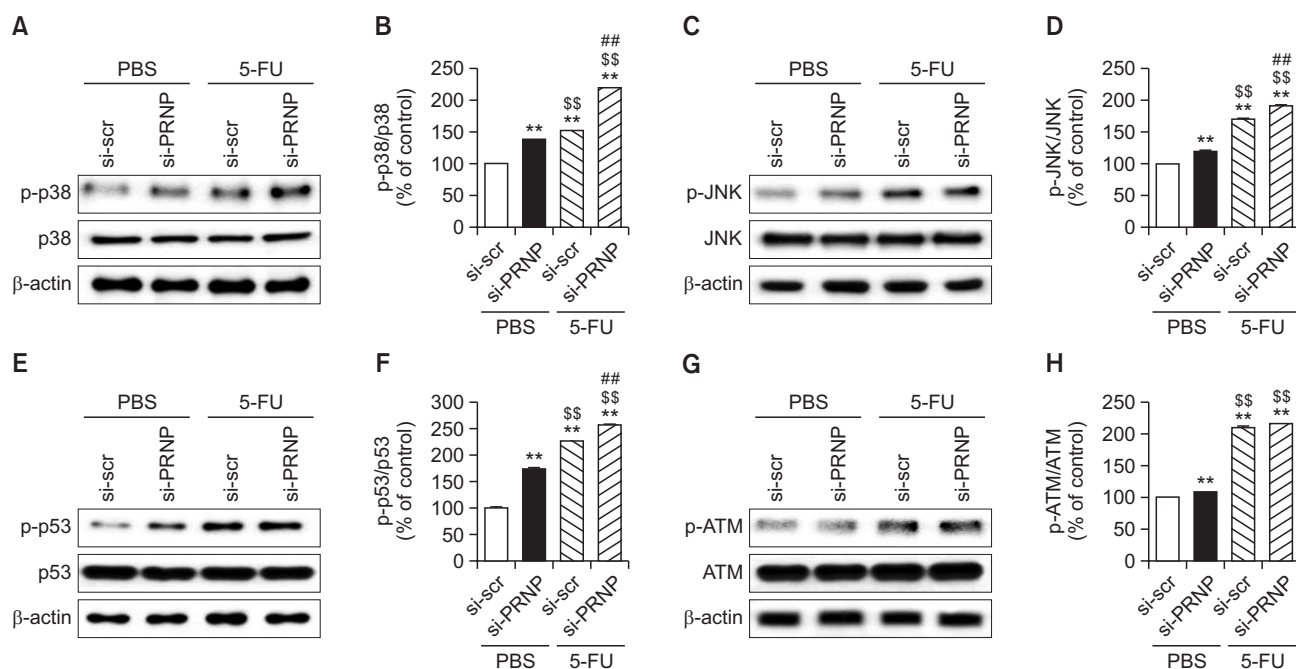 A
PBS 5-FU
si-scr si-PRNP si-scr si-PRNP
p-p38
p38
β-actin
B
p-p38/p38
(% of control)
250
200
150
100
50
0
**
$$
**
##
$$
**
si-scr si-PRNP si-scr si-PRNP
PBS 5-FU
C
PBS 5-FU
si-scr si-PRNP si-scr si-PRNP
p-JNK
JNK
β-actin
D
p-JNK/JNK
(% of control)
250
200
150
100
50
0
**
$$
**
##
$$
**
si-scr si-PRNP si-scr si-PRNP
PBS 5-FU
E
PBS 5-FU
si-scr si-PRNP si-scr si-PRNP
p-p53
p53
β-actin
F
p-p53/p53
(% of control)
300
250
200
150
100
50
0
**
$$
**
##
$$
**
si-scr si-PRNP si-scr si-PRNP
PBS 5-FU
G
PBS 5-FU
si-scr si-PRNP si-scr si-PRNP
p-ATM
ATM
β-actin
H
p-ATM/ATM
(% of control)
250
200
150
100
50
0
**
$$
**
$$
**
si-scr si-PRNP si-scr si-PRNP
PBS 5-FU